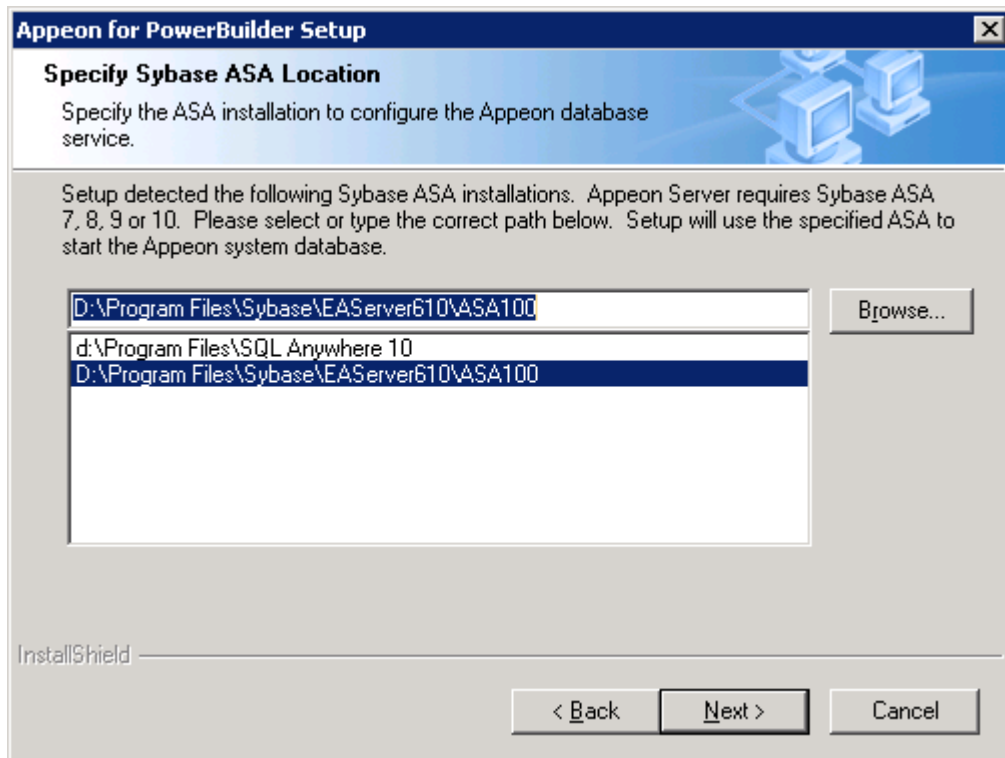 Appeon for PowerBuilder Setup
Specify Sybase ASA Location
Specify the ASA installation to configure the Appeon database
service.
Setup detected the following Sybase ASA installations.  Appeon Server requires Sybase ASA
7, 8, 9 or 10.  Please select or type the correct path below.  Setup will use the specified ASA to
start the Appeon system database.
D:\Program Files\Sybase\EAServer610\ASA100
Browse...
d:\Program Files\SQL Anywhere 10
D:\Program Files\Sybase\EAServer610\ASA100
InstallShield
< Back
Next >
Cancel